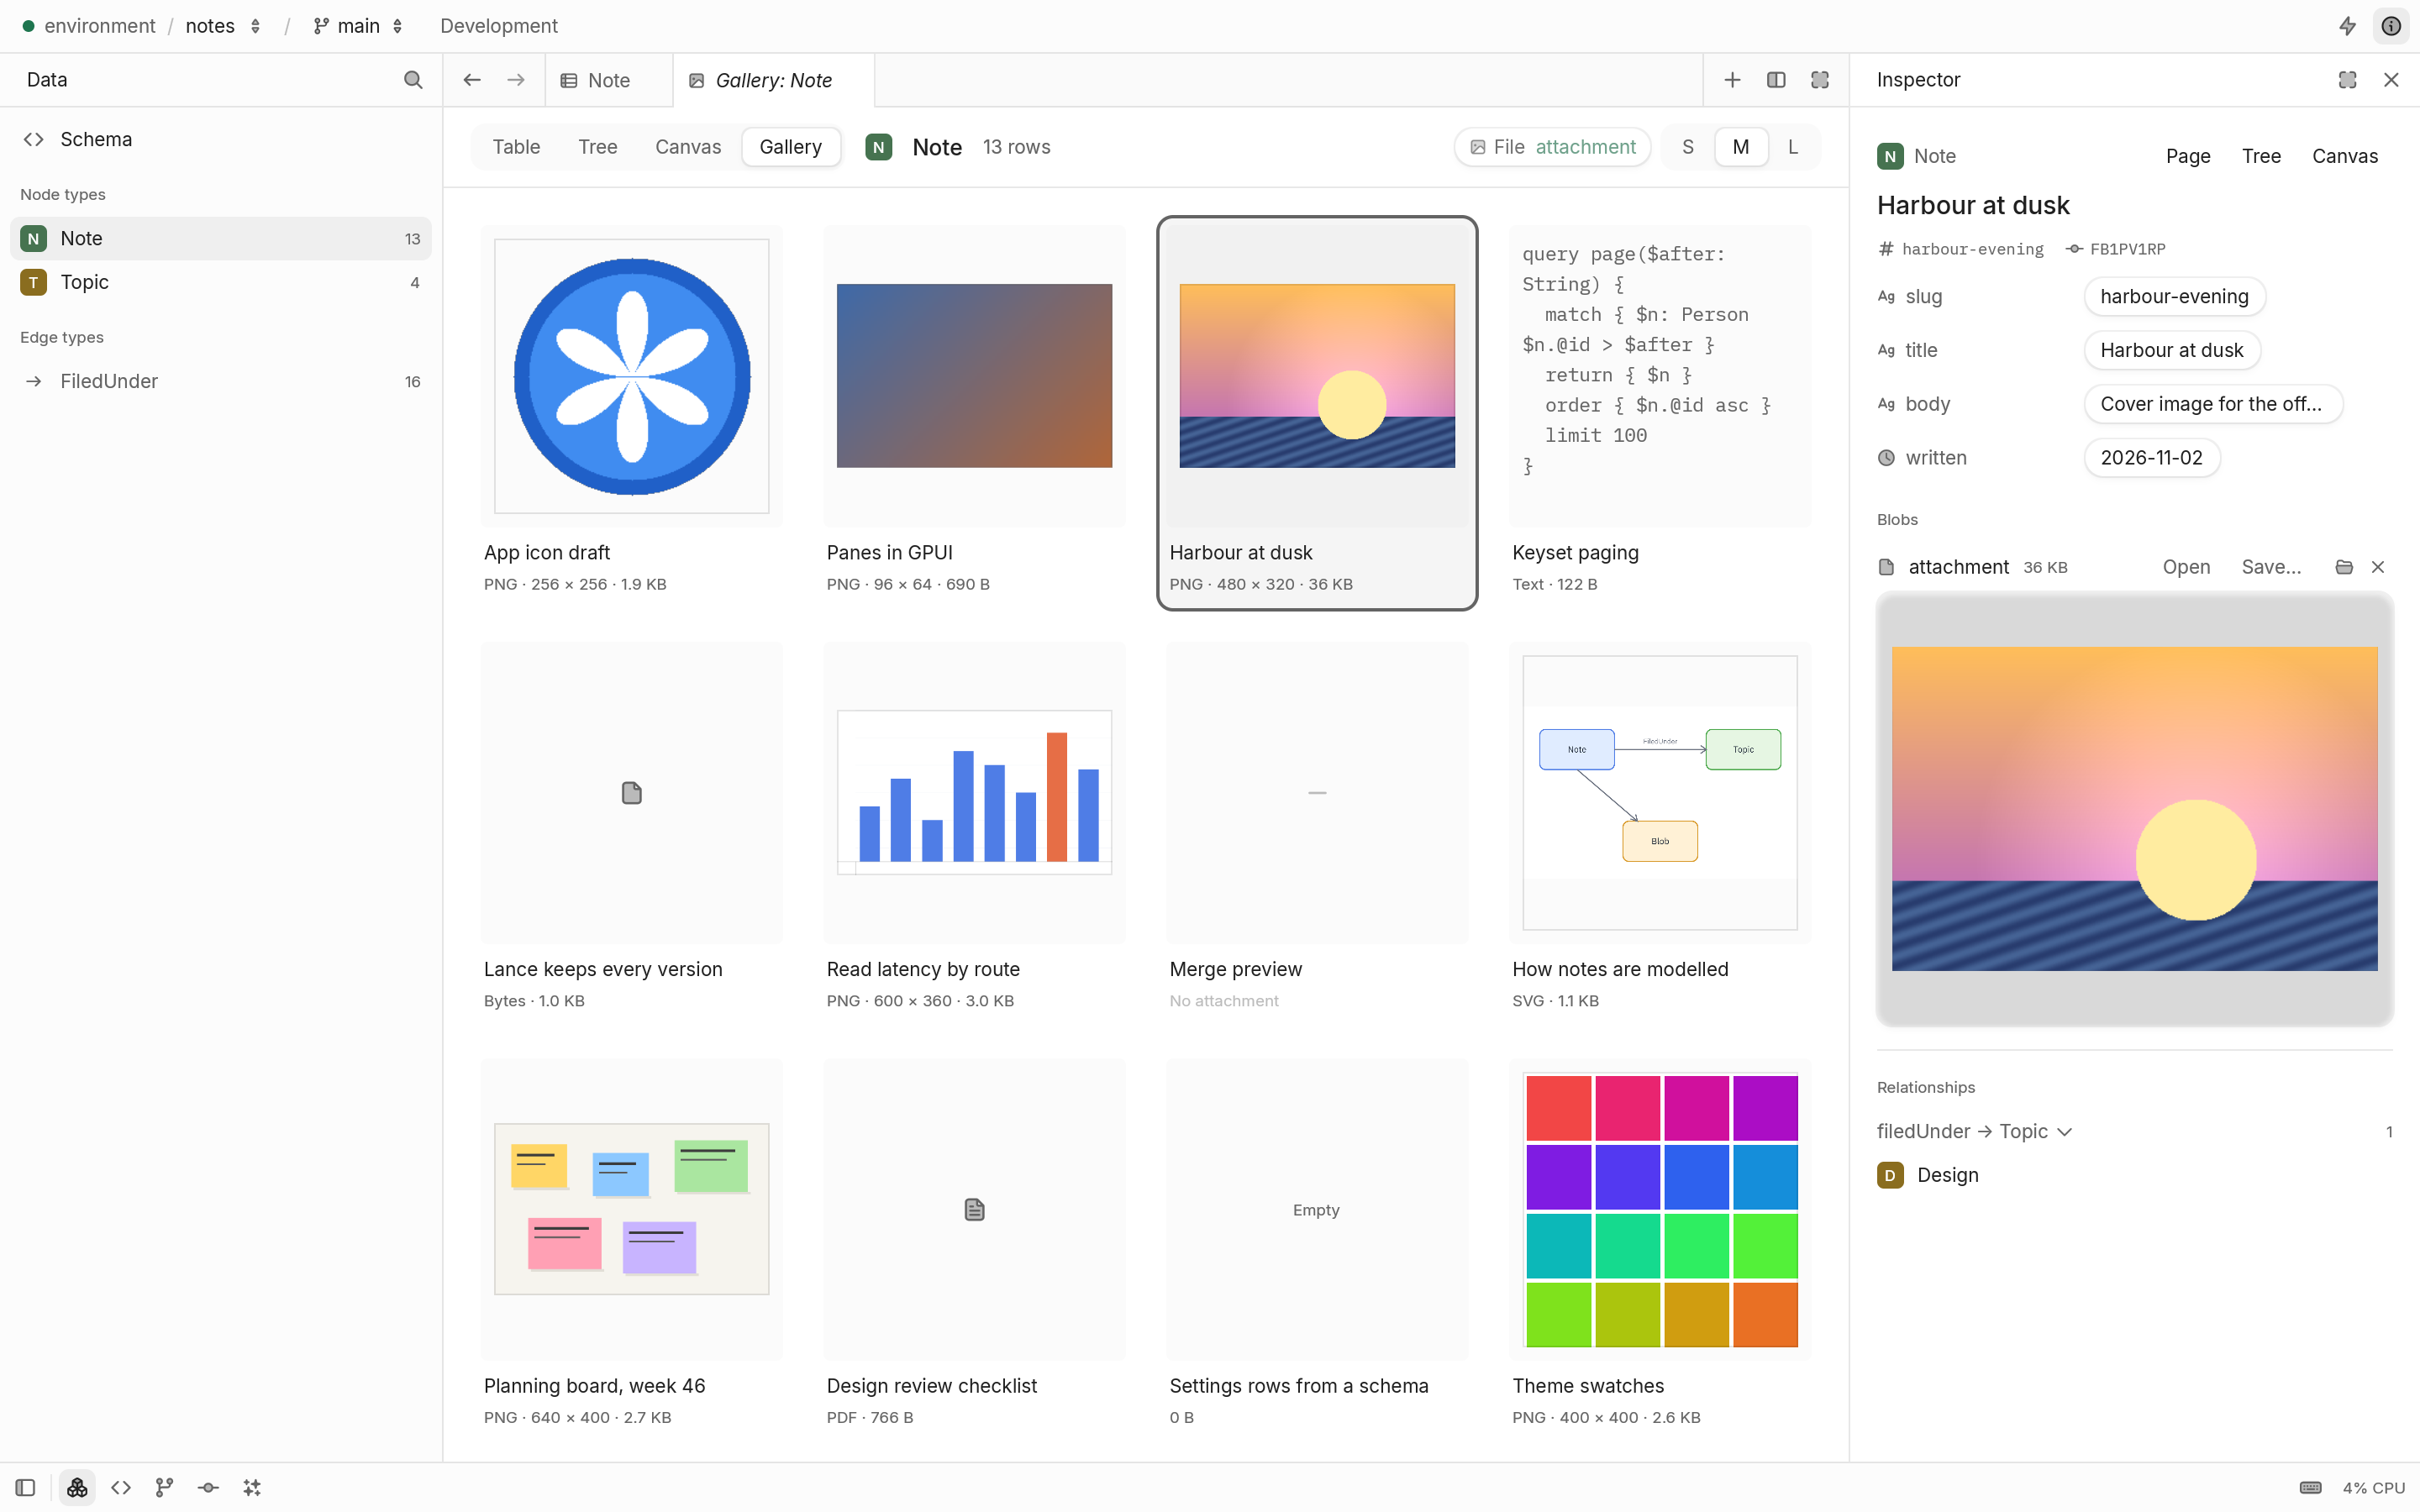 environment / notes / main Development
Data
Note
Gallery: Note
Inspector
Schema
Node types
N Note 13
T Topic 4
Edge types
FiledUnder 16
Table Tree Canvas Gallery
N Note 13 rows
File attachment
S M L
query page($after:
String) {
match { $n: Person
$n.@id > $after }
return { $n }
order { $n.@id asc }
limit 100
}
App icon draft
PNG · 256 × 256 · 1.9 KB
Panes in GPUI
PNG · 96 × 64 · 690 B
Harbour at dusk
PNG · 480 × 320 · 36 KB
Keyset paging
Text · 122 B
Note
FiledUnder
Topic
Blob
Lance keeps every version
Bytes · 1.0 KB
Read latency by route
PNG · 600 × 360 · 3.0 KB
Merge preview
No attachment
How notes are modelled
SVG · 1.1 KB
Empty
Planning board, week 46
PNG · 640 × 400 · 2.7 KB
Design review checklist
PDF · 766 B
Settings rows from a schema
0 B
Theme swatches
PNG · 400 × 400 · 2.6 KB
N Note Page Tree Canvas
Harbour at dusk
# harbour-evening FB1PV1RP
Ag slug harbour-evening
Ag title Harbour at dusk
Ag body Cover image for the off...
written 2026-11-02
Blobs
attachment 36 KB Open Save...
Relationships
filedUnder → Topic 1
D Design
4% CPU